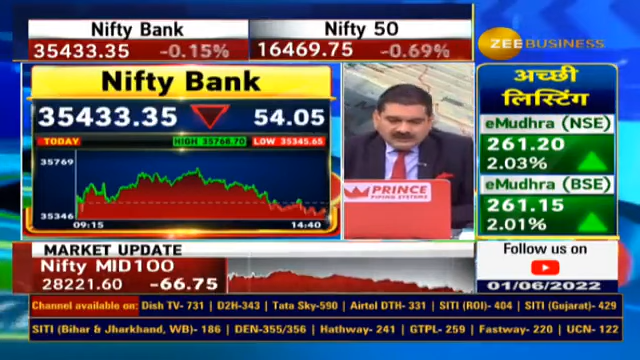 Nifty Bank
35433.35 -0.15%
Nifty 50
16469.75 -0.69%
ZEE BUSINESS
Nifty Bank
35433.35 54.05
TODAY HIGH 35768.70 LOW 35345.65
35769
35346
09:15 14:40
PRINCE
PIPING SYSTEMS
अच्छी
लिस्टिंग
eMudhra (NSE)
261.20
2.03%
eMudhra (BSE)
261.15
2.01%
MARKET UPDATE
Nifty MID100
28221.60 -66.75
Follow us on
01/06/2022
Channel available on: Dish TV- 731 | D2H-343 | Tata Sky-590 | Airtel DTH- 331 | SITI (ROI)- 404 | SITI (Gujarat)- 429
SITI (Bihar & Jharkhand, WB)- 186 | DEN-355/356 | Hathway- 241 | GTPL- 259 | Fastway- 220 | UCN- 122